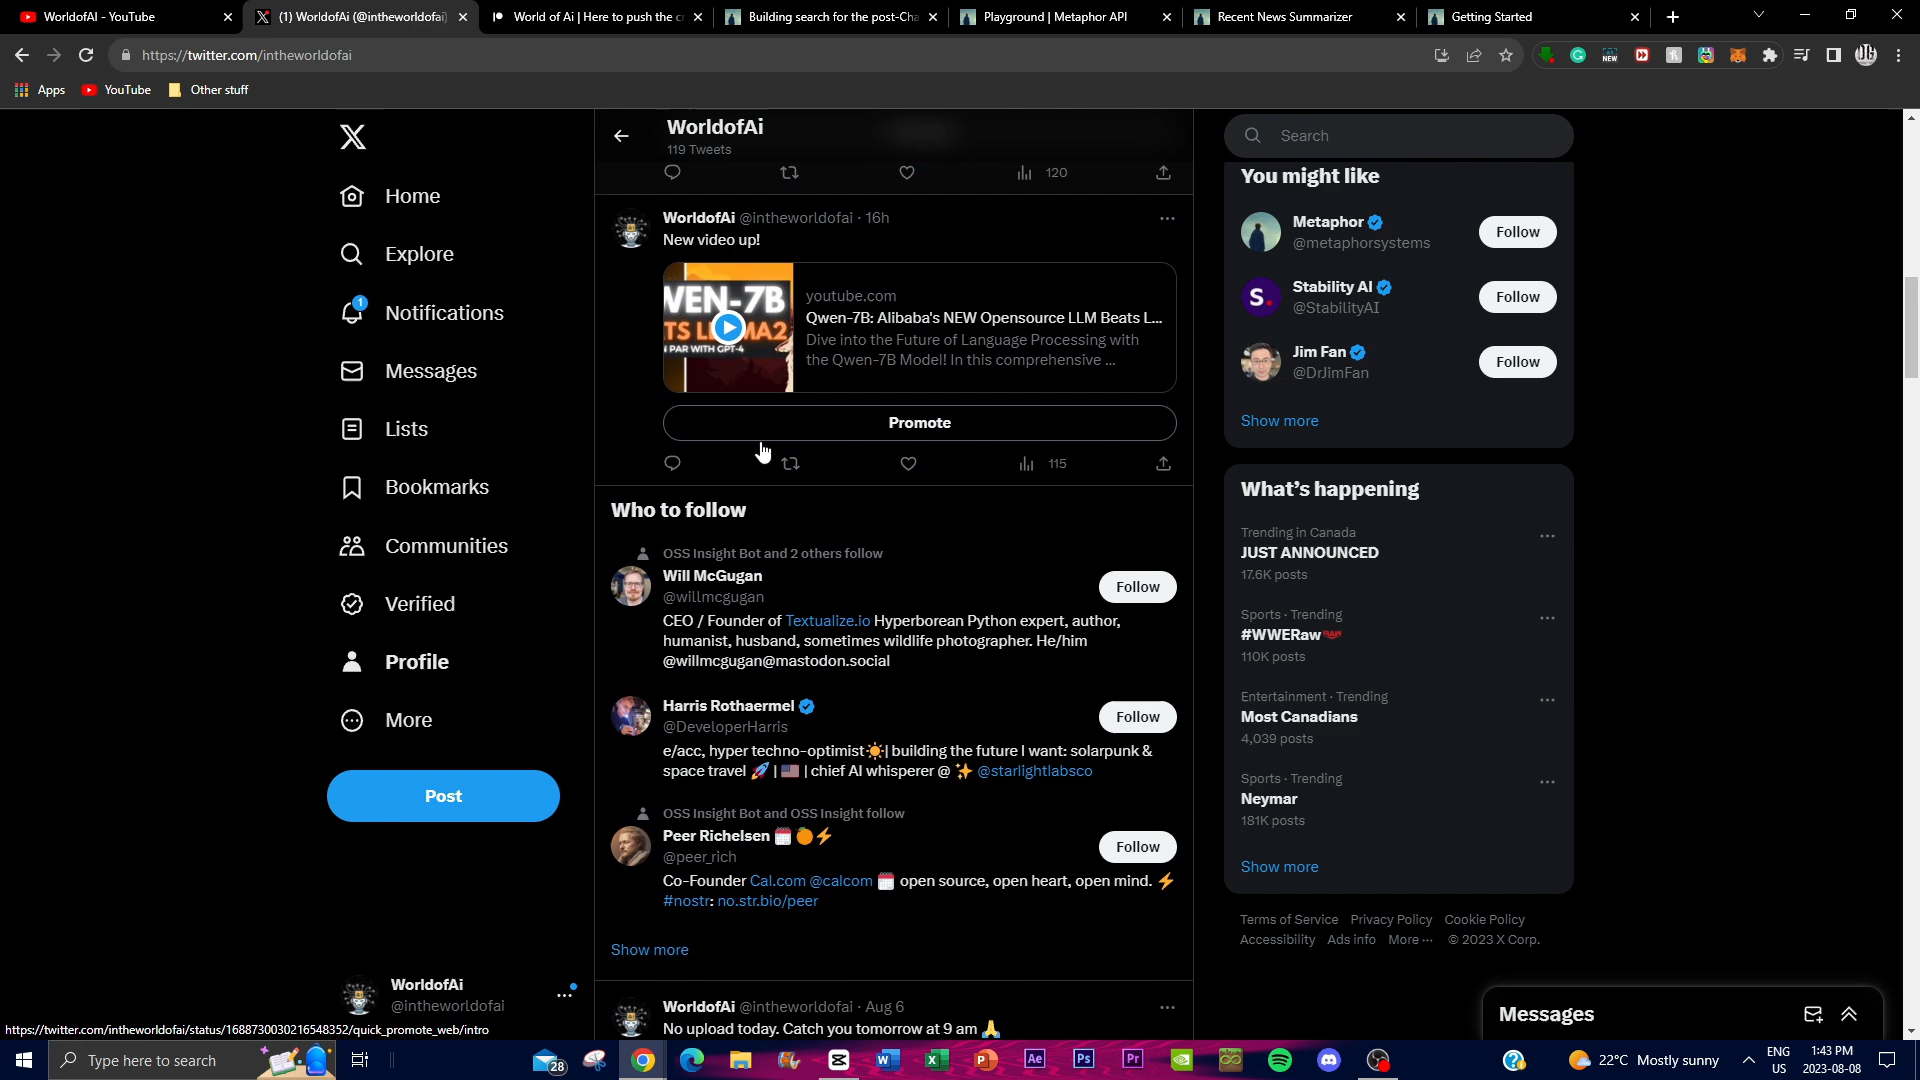 WorldofAI - YouTube
(1) WorldofAi (@intheworldofai)
World of Ai | Here to push the c
Building search for the post-Cha
Playground | Metaphor API
Recent News Summarizer
Getting Started
https://twitter.com/intheworldofai
Apps
YouTube
Other stuff
Home
Explore
1
Notifications
Messages
Lists
Bookmarks
Communities
Verified
Profile
More
Post
WorldofAi
@intheworldofai
https://twitter.com/intheworldofai/status/1688730030216548352/quick_promote_web/intro
WorldofAi
119 Tweets
120
WorldofAi @intheworldofai · 16h
New video up!
WEN-7B
PAR WITH GPT-4
youtube.com
Qwen-7B: Alibaba's NEW Opensource LLM Beats L...
Dive into the Future of Language Processing with
the Qwen-7B Model! In this comprehensive ...
Promote
115
Who to follow
OSS Insight Bot and 2 others follow
Will McGugan
@willmcgugan
Follow
CEO / Founder of Textualize.io Hyperborean Python expert, author,
humanist, husband, sometimes wildlife photographer. He/him
@willmcgugan@mastodon.social
Harris Rothaermel
@DeveloperHarris
Follow
e/acc, hyper techno-optimist☀️| building the future I want: solarpunk &
space travel 🚀 | 🇺🇸 | chief AI whisperer @ ✨ @starlightlabsco
OSS Insight Bot and OSS Insight follow
Peer Richelsen 🗓️🍊⚡
@peer_rich
Follow
Co-Founder Cal.com @calcom 🗓️ open source, open heart, open mind. ⚡
#nostr: no.str.bio/peer
Show more
WorldofAi @intheworldofai · Aug 6
No upload today. Catch you tomorrow at 9 am 🙏
Search
You might like
Metaphor
@metaphorsystems
Follow
Stability AI
@StabilityAI
Follow
Jim Fan
@DrJimFan
Follow
Show more
What's happening
Trending in Canada
JUST ANNOUNCED
17.6K posts
Sports · Trending
#WWERaw
110K posts
Entertainment · Trending
Most Canadians
4,039 posts
Sports · Trending
Neymar
181K posts
Show more
Terms of Service Privacy Policy Cookie Policy
Accessibility Ads info More ··· © 2023 X Corp.
Messages
Type here to search
28
22°C Mostly sunny
ENG
US
1:43 PM
2023-08-08